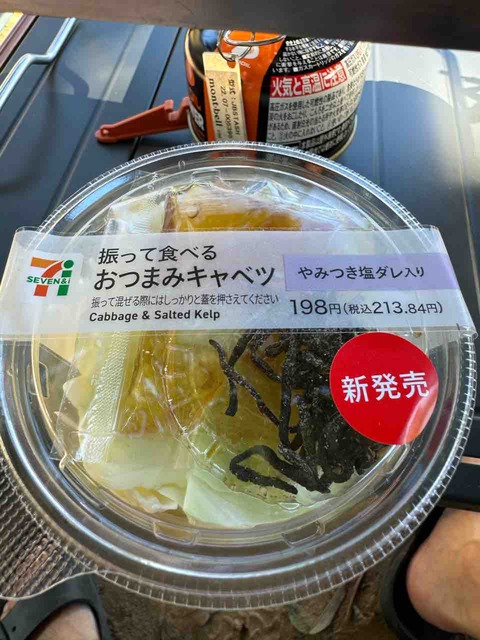 火気と高温に注意
mont-bell
振って食べる
おつまみキャベツ
やみつき塩ダレ入り
SEVEN&i
振って混ぜる際にはしっかりと蓋を押さえてください
198円(税込213.84円)
Cabbage & Salted Kelp
新発売